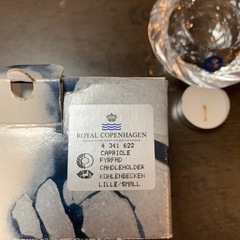 ROYAL COPENHAGEN
4 341 622
CAPRIOLE
FYRFAD
CANDLEHOLDER
KOHLENBECKEN
LILLE/SMALL